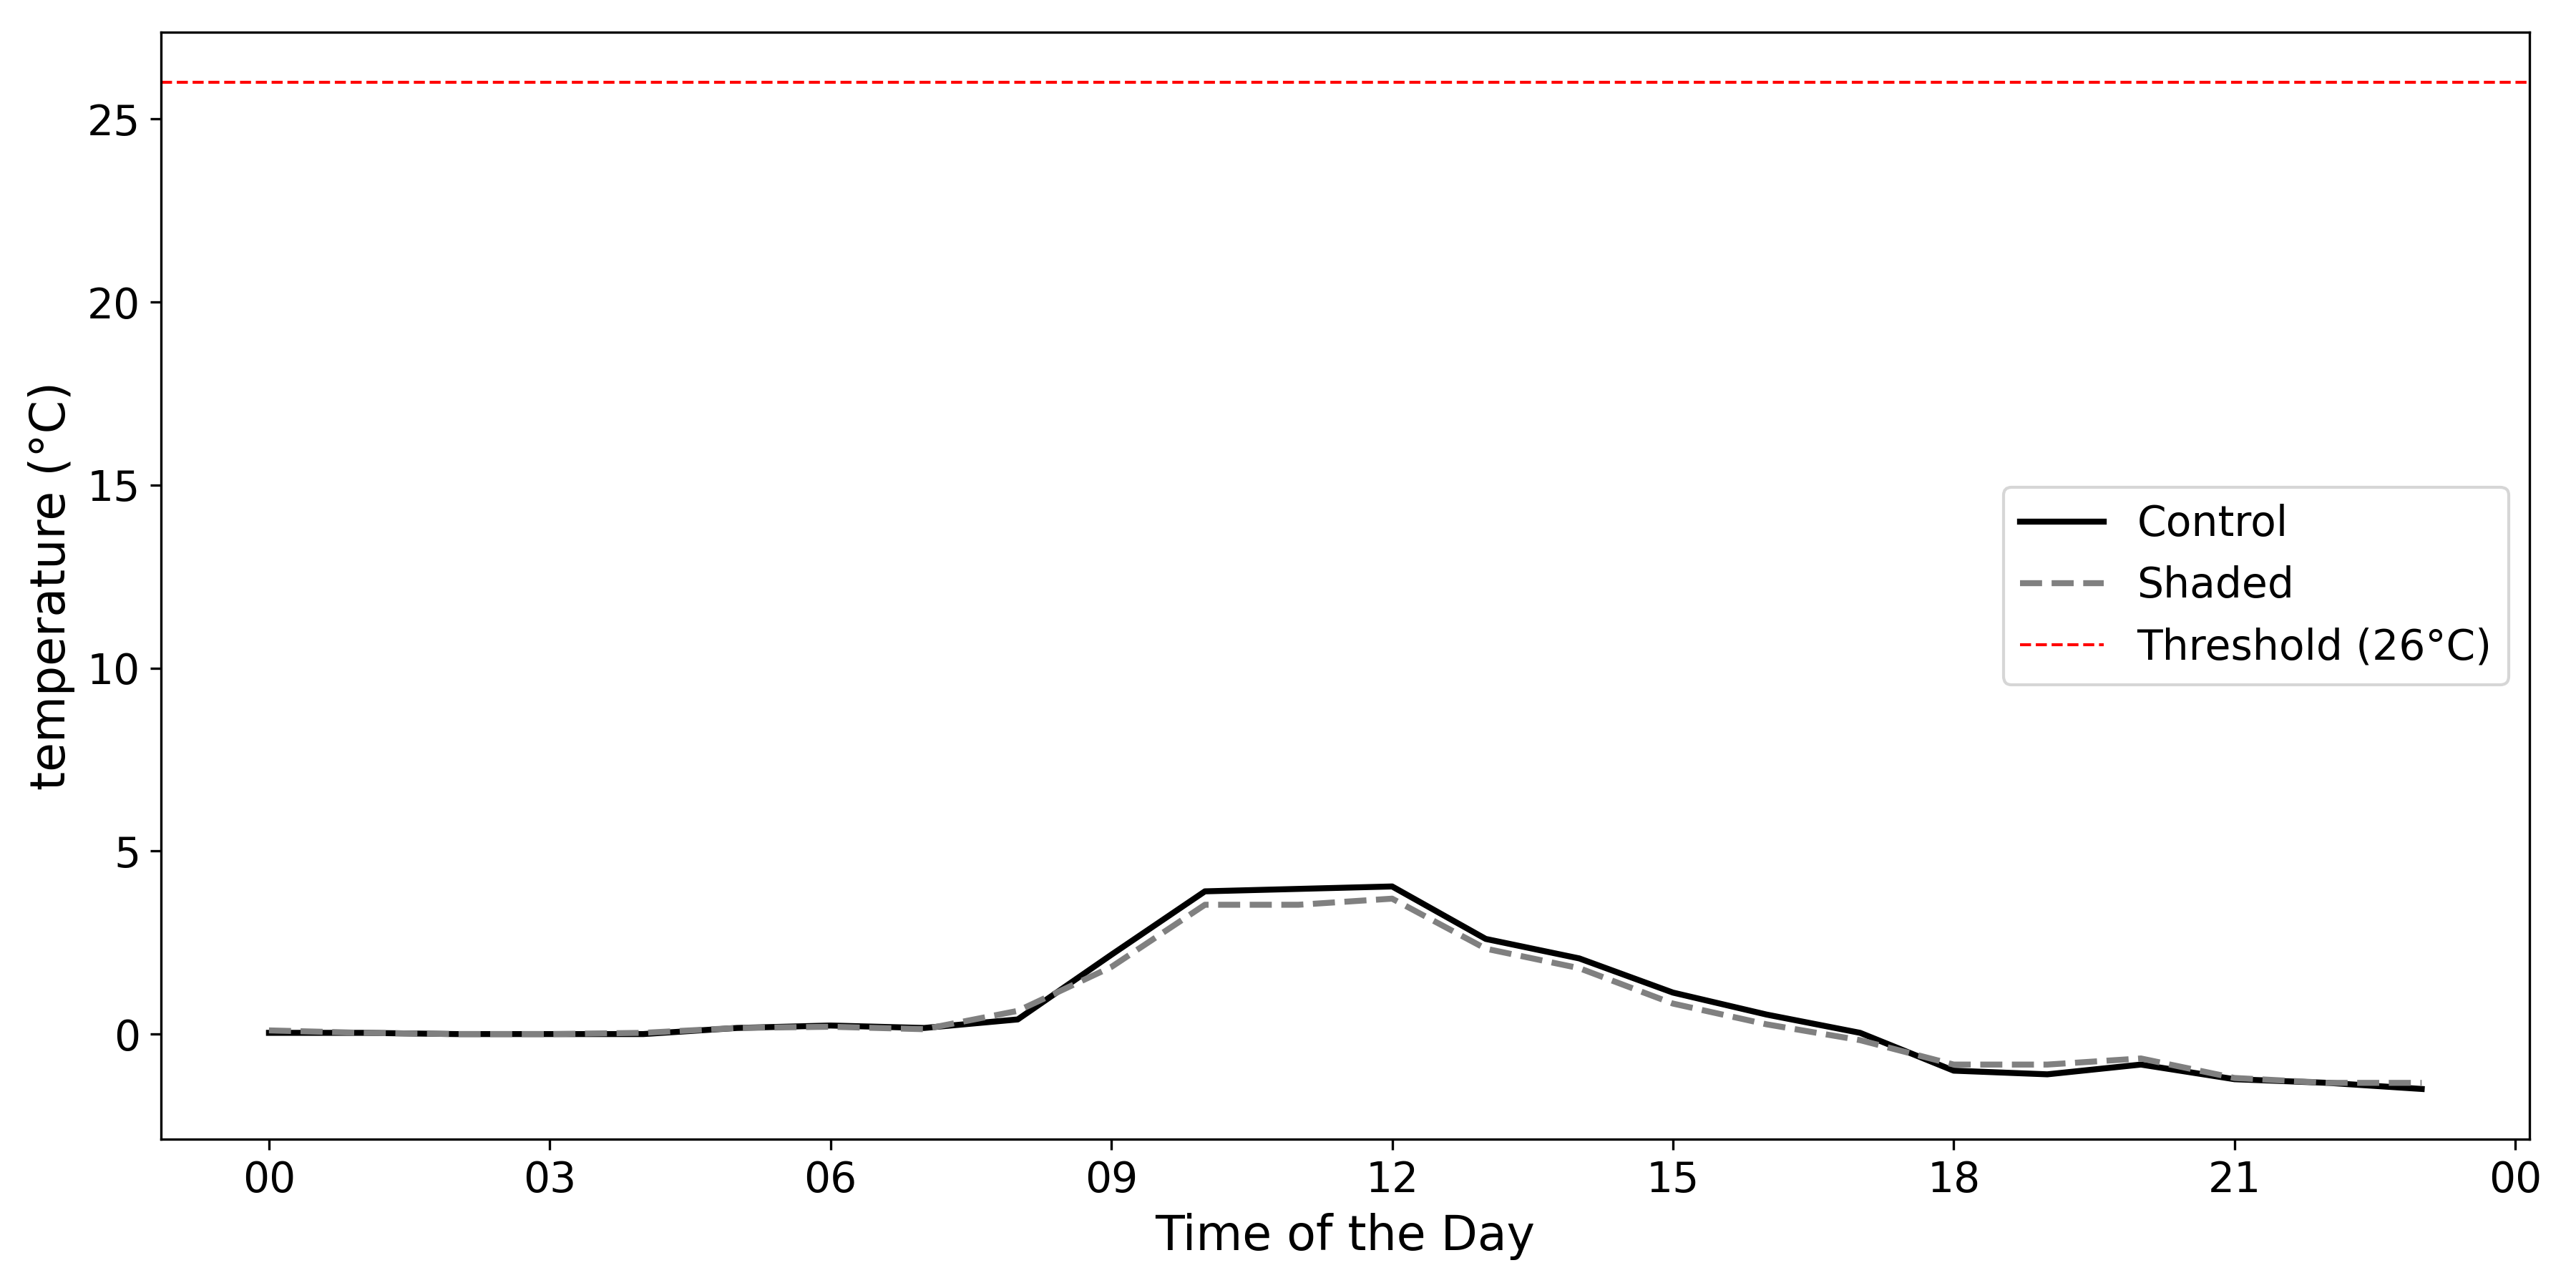 25
20
15
10
5
0
temperature (°C)
Control
Shaded
Threshold (26°C)
00 03 06 09 12 15 18 21 00
Time of the Day